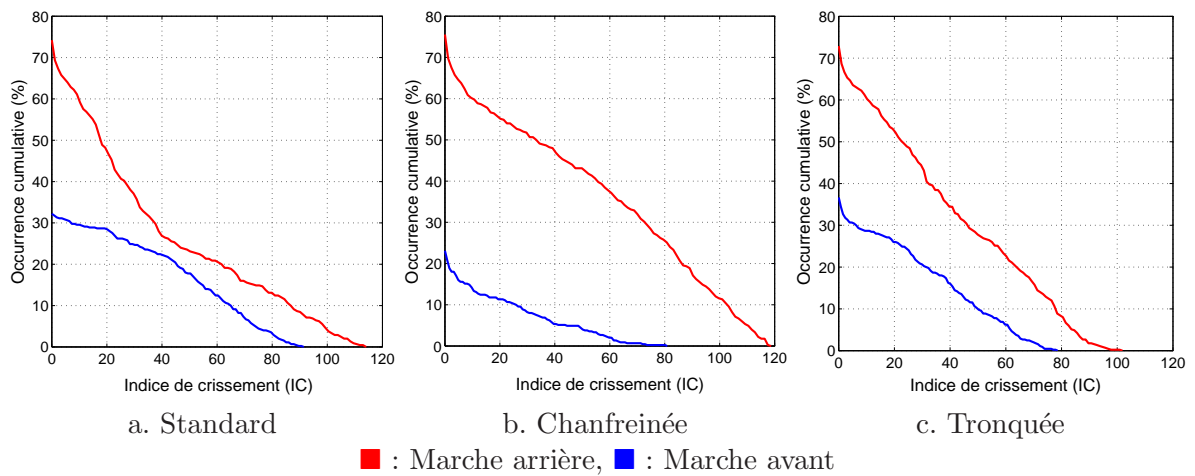 80
70
60
50
40
30
20
10
0
0 20 40 60 80 100 120
Occurrence cumulative (%)
Indice de crissement (IC)
a. Standard
80
70
60
50
40
30
20
10
0
0 20 40 60 80 100 120
Occurrence cumulative (%)
Indice de crissement (IC)
b. Chanfreinée
80
70
60
50
40
30
20
10
0
0 20 40 60 80 100 120
Occurrence cumulative (%)
Indice de crissement (IC)
c. Tronquée
: Marche arrière, : Marche avant